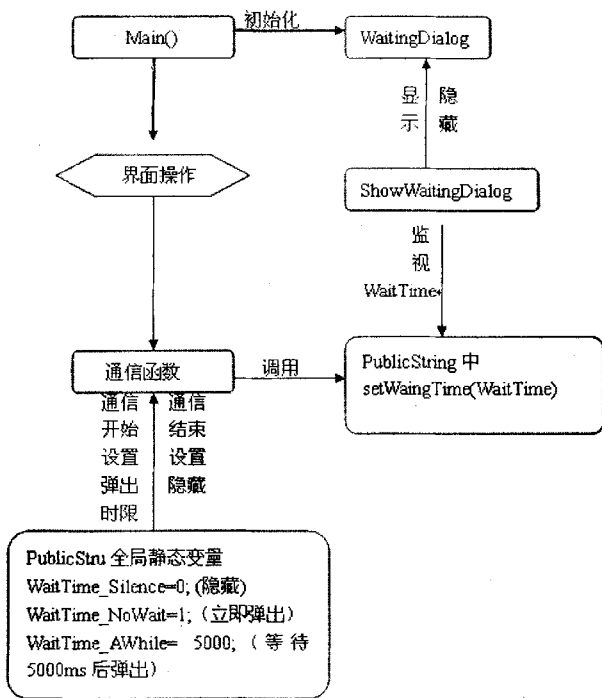 初始化
Main()
WaitingDialog
显示
隐藏
界面操作
ShowWaitingDialog
监视
WaitTime
通信函数
调用
PublicString 中
setWaingTime(WaitTime)
通信开始设置弹出时限
通信结束设置隐藏
PublicStru 全局静态变量
WaitTime_Silence=0; (隐藏)
WaitTime_NoWait=1; (立即弹出)
WaitTime_AWhile= 5000; ( 等 待
5000ms 后弹出)